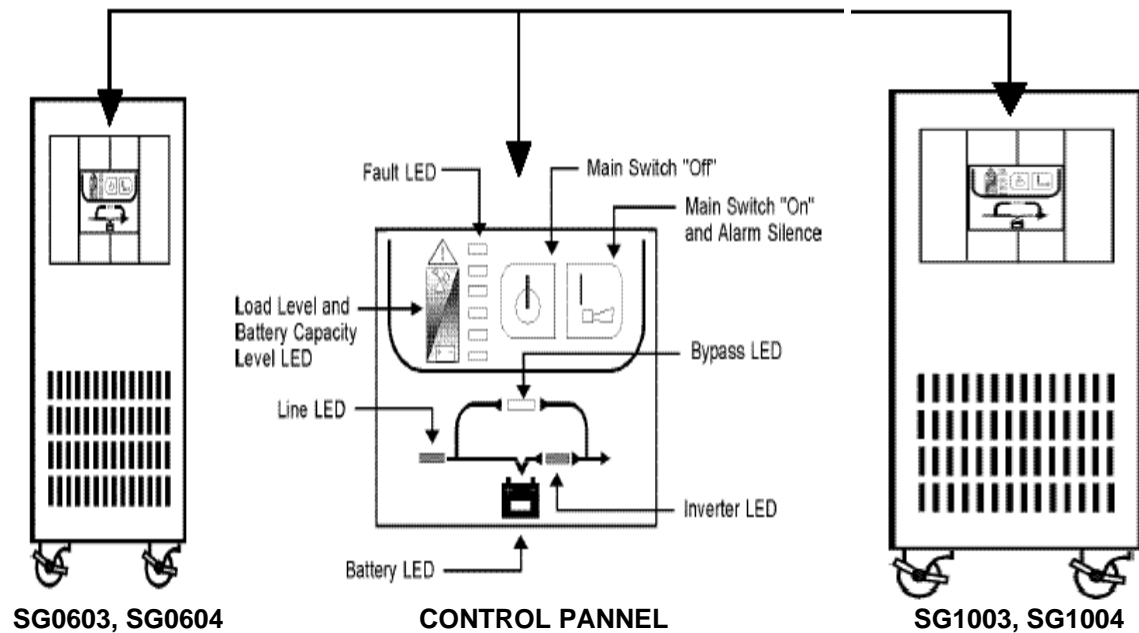 Fault LED
Main Switch "Off"
Main Switch "On"
and Alarm Silence
Load Level and
Battery Capacity
Level LED
Bypass LED
Line LED
Inverter LED
Battery LED
SG0603, SG0604
CONTROL PANNEL
SG1003, SG1004